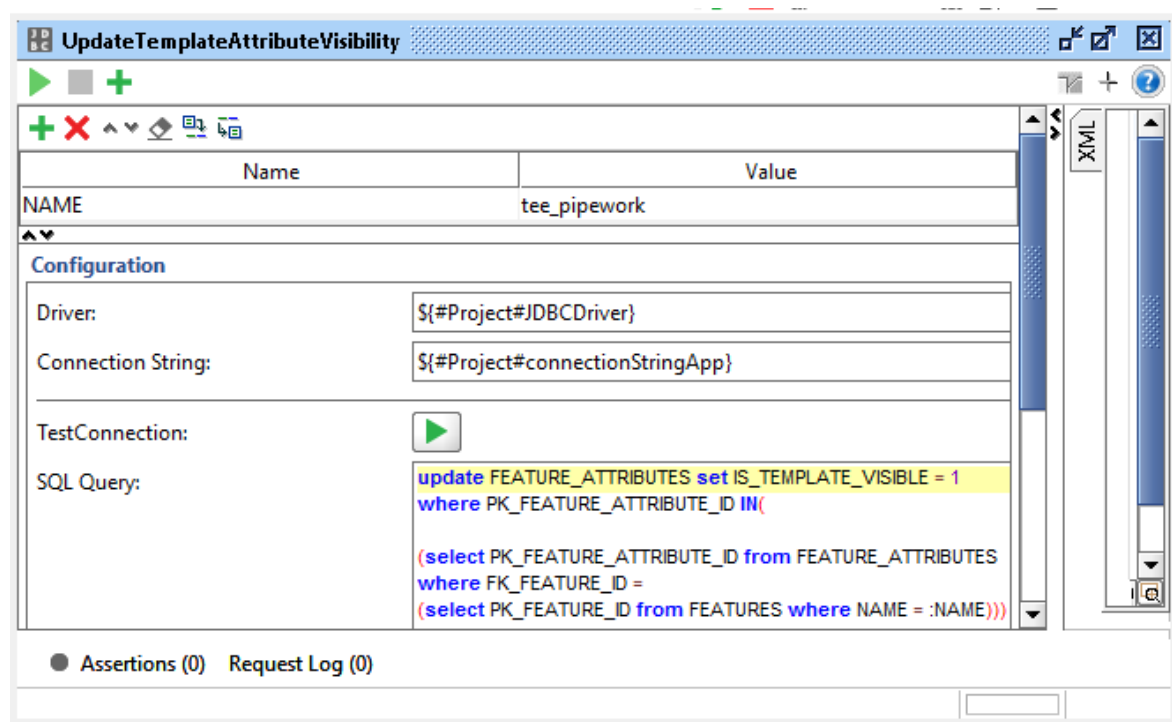 JDBC UpdateTemplateAttributeVisibility
Name Value
NAME tee_pipework
XML
Configuration
Driver: ${#Project#JDBCDriver}
Connection String: ${#Project#connectionStringApp}
TestConnection:
SQL Query: update FEATURE_ATTRIBUTES set IS_TEMPLATE_VISIBLE = 1
where PK_FEATURE_ATTRIBUTE_ID IN(
(select PK_FEATURE_ATTRIBUTE_ID from FEATURE_ATTRIBUTES
where FK_FEATURE_ID =
(select PK_FEATURE_ID from FEATURES where NAME = :NAME)))
Assertions (0) Request Log (0)